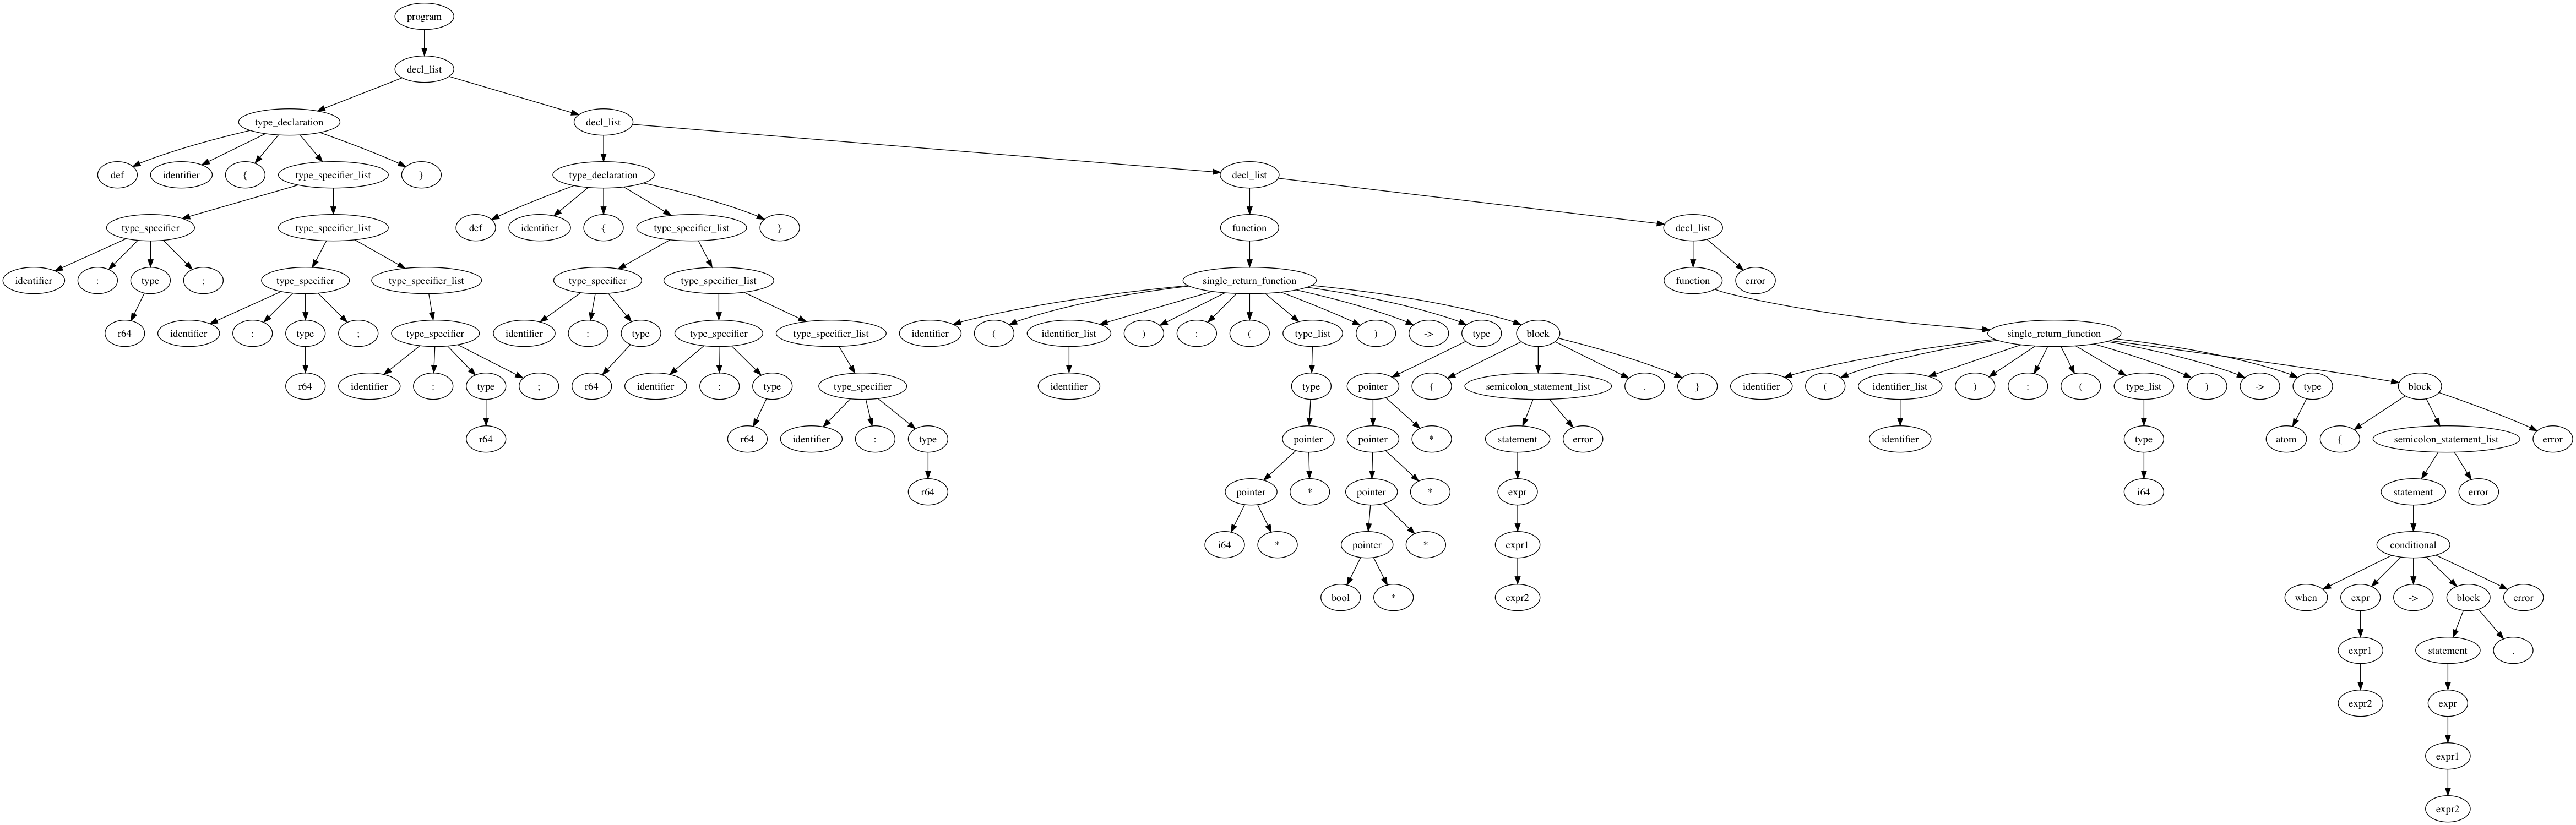 program
decl_list
type_declaration decl_list
def identifier { type_specifier_list } type_declaration decl_list
type_specifier type_specifier_list def identifier { type_specifier_list } function decl_list
identifier : type ; type_specifier type_specifier_list type_specifier type_specifier_list single_return_function function error
r64 identifier : type ; type_specifier identifier : type type_specifier type_specifier_list identifier ( identifier_list ) : ( type_list ) -> type block single_return_function
r64 identifier : type ; r64 identifier : type type_specifier identifier type pointer { semicolon_statement_list . } identifier ( identifier_list ) : ( type_list ) -> type block
r64 r64 identifier : type pointer pointer * statement error identifier type atom { semicolon_statement_list error
r64 pointer * pointer * expr i64 statement error
i64 * pointer * expr1 conditional
bool * expr2 when expr -> block error
expr1 statement .
expr2 expr
expr1
expr2